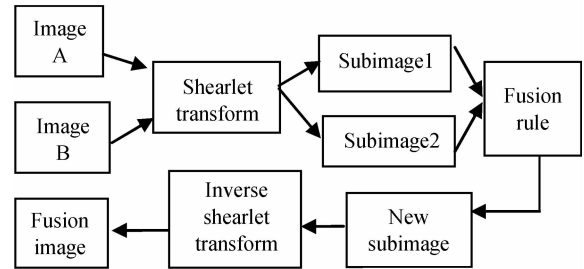 Image
A
Image
B
Shearlet
transform
Subimage1
Subimage2
Fusion
rule
New
subimage
Inverse
shearlet
transform
Fusion
image